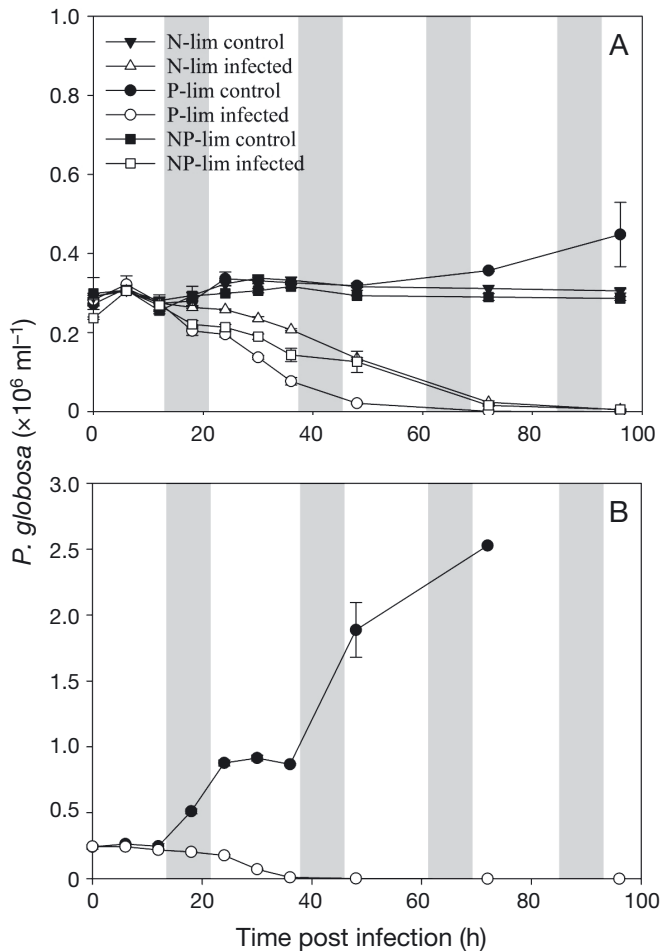 1.0
0.8
0.6
0.4
0.2
0
A
N-lim control
N-lim infected
P-lim control
P-lim infected
NP-lim control
NP-lim infected
0 20 40 60 80 100
P. globosa (×10⁶ ml⁻¹)
3.0
2.5
2.0
1.5
1.0
0.5
0
B
0 20 40 60 80 100
Time post infection (h)